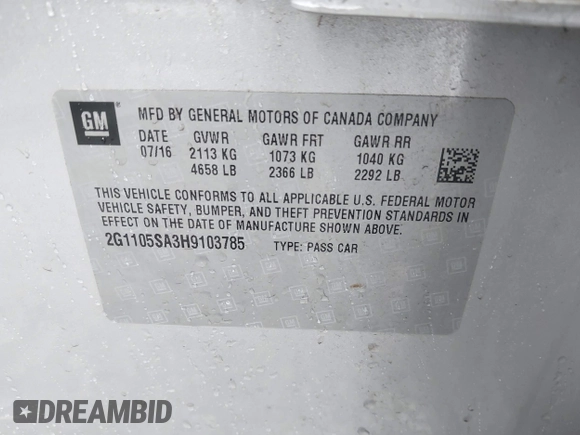 GM
MFD BY GENERAL MOTORS OF CANADA COMPANY
DATE GVWR GAWR FRT GAWR RR
07/16 2113 KG 1073 KG 1040 KG
4658 LB 2366 LB 2292 LB
THIS VEHICLE CONFORMS TO ALL APPLICABLE U.S. FEDERAL MOTOR
VEHICLE SAFETY, BUMPER, AND THEFT PREVENTION STANDARDS IN
EFFECT ON THE DATE OF MANUFACTURE SHOWN ABOVE.
2G1105SA3H9103785 TYPE: PASS CAR
DREAMBID